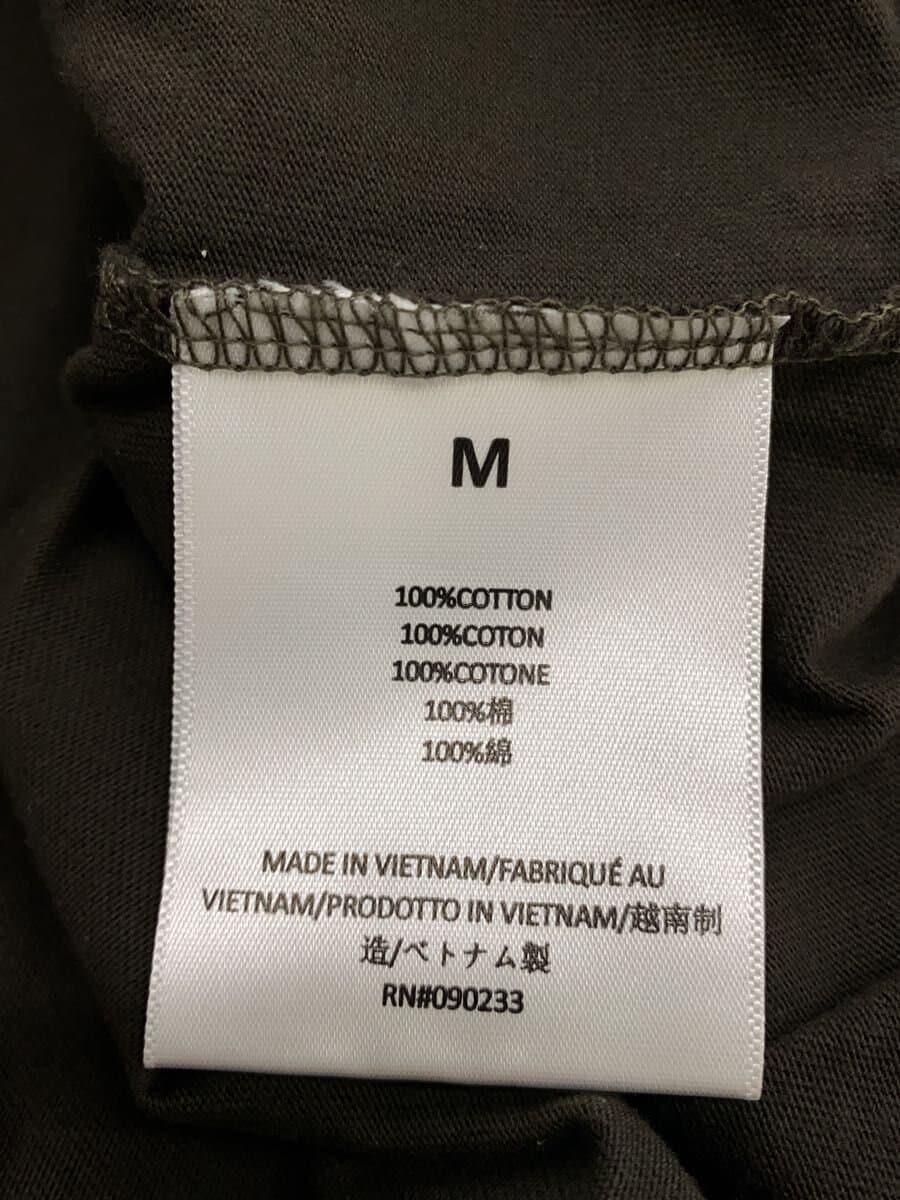 M
100%COTTON
100%COTON
100%COTONE
100%棉
100%綿
MADE IN VIETNAM/FABRIQUÉ AU
VIETNAM/PRODOTTO IN VIETNAM/越南制
造/ベトナム製
RN#090233